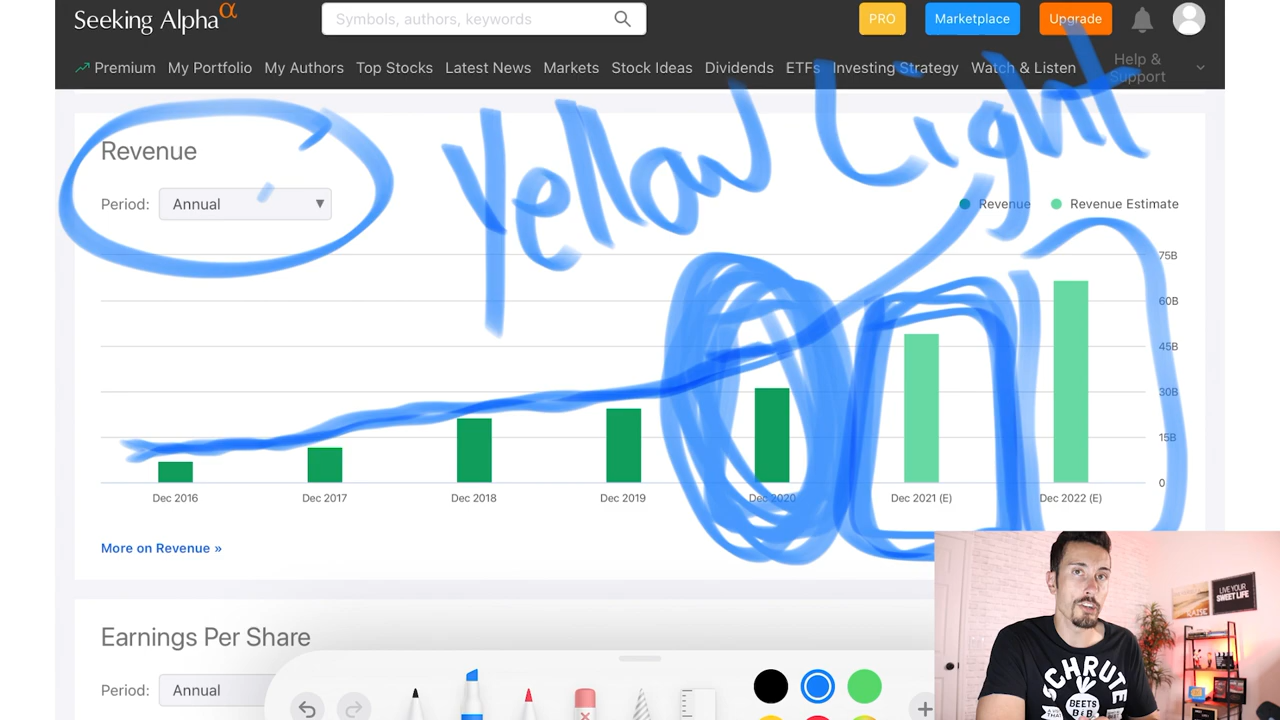 Seeking Alpha α
Symbols, authors, keywords
PRO
Marketplace
Upgrade
Premium My Portfolio My Authors Top Stocks Latest News Markets Stock Ideas Dividends ETFs Investing Strategy Watch & Listen
Help &
Support
Yellow Light
Revenue
Period: Annual
Revenue Revenue Estimate
75B
60B
45B
30B
15B
0
Dec 2016 Dec 2017 Dec 2018 Dec 2019 Dec 2020 Dec 2021 (E) Dec 2022 (E)
More on Revenue »
Earnings Per Share
Period: Annual
LIVE YOUR
SWEET LIFE
SCHRUTE
BEETS